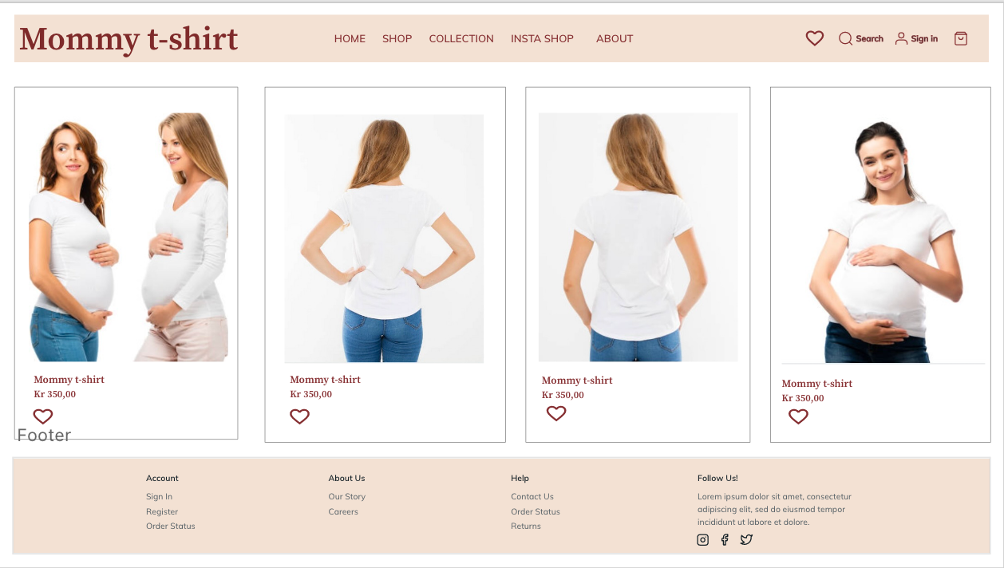 Mommy t-shirt
HOME SHOP COLLECTION INSTA SHOP ABOUT
Search Sign in
Mommy t-shirt
Kr 350,00
Mommy t-shirt
Kr 350,00
Mommy t-shirt
Kr 350,00
Mommy t-shirt
Kr 350,00
Footer
Account
Sign In
Register
Order Status
About Us
Our Story
Careers
Help
Contact Us
Order Status
Returns
Follow Us!
Lorem ipsum dolor sit amet, consectetur
adipiscing elit, sed do eiusmod tempor
incididunt ut labore et dolore.